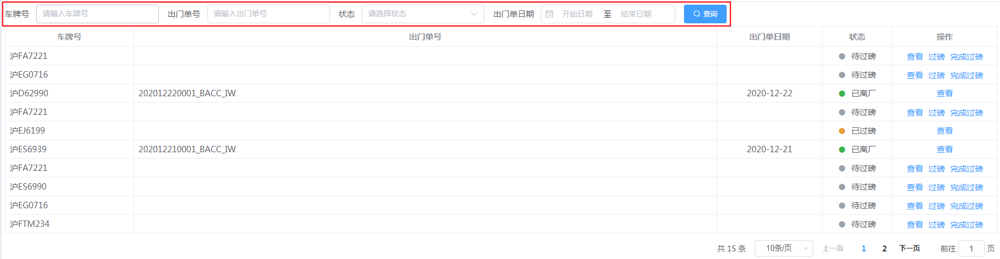 车牌号 请输入车牌号 出门单号 请输入出门单号 状态 请选择状态 出门单日期 开始日期 至 结束日期 查询
车牌号 出门单号 出门单日期 状态 操作
沪FA7221 待过磅 查看 过磅 完成过磅
沪EG0716 待过磅 查看 过磅 完成过磅
沪D62990 202012220001_BACC_IW 2020-12-22 已离厂 查看
沪FA7221 待过磅 查看 过磅 完成过磅
沪EJ6199 已过磅 查看
沪ES6939 202012210001_BACC_IW 2020-12-21 已离厂 查看
沪FA7221 待过磅 查看 过磅 完成过磅
沪ES6990 待过磅 查看 过磅 完成过磅
沪EG0716 待过磅 查看 过磅 完成过磅
沪FTM234 待过磅 查看 过磅 完成过磅
共 15 条 10条/页 上一页 1 2 下一页 前往 1 页